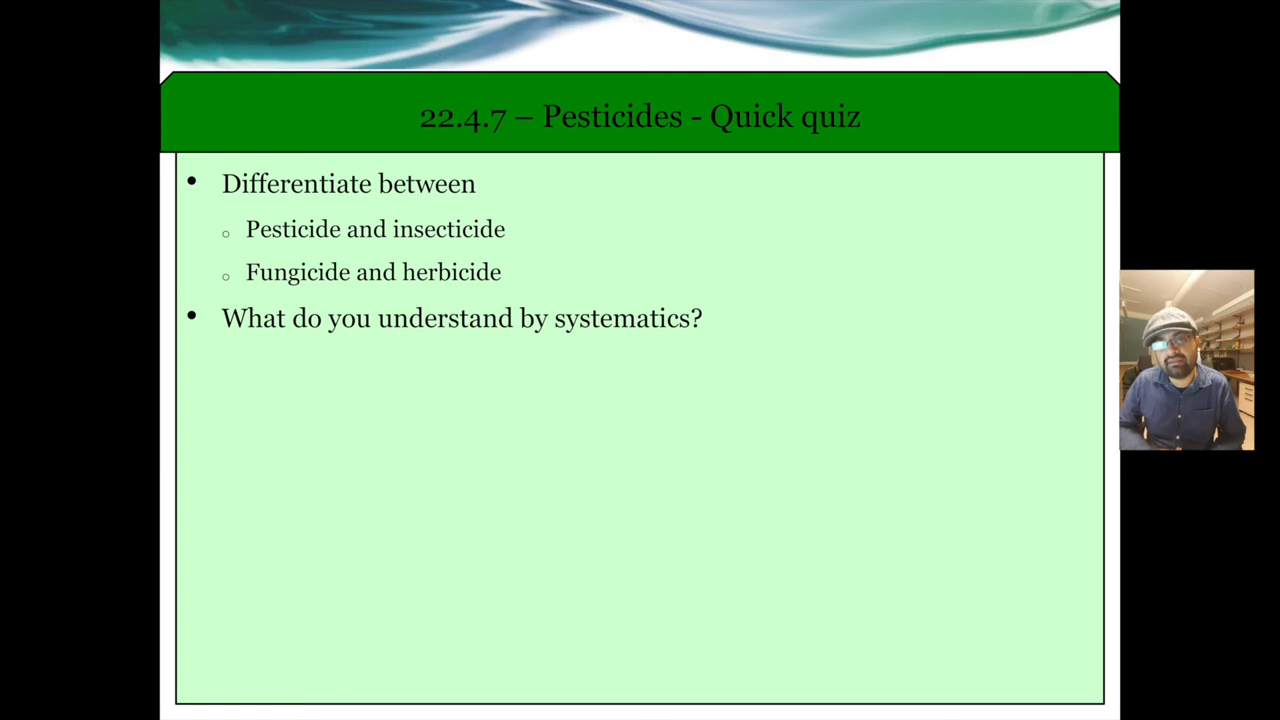 22.4.7 – Pesticides - Quick quiz
• Differentiate between
○ Pesticide and insecticide
○ Fungicide and herbicide
• What do you understand by systematics?